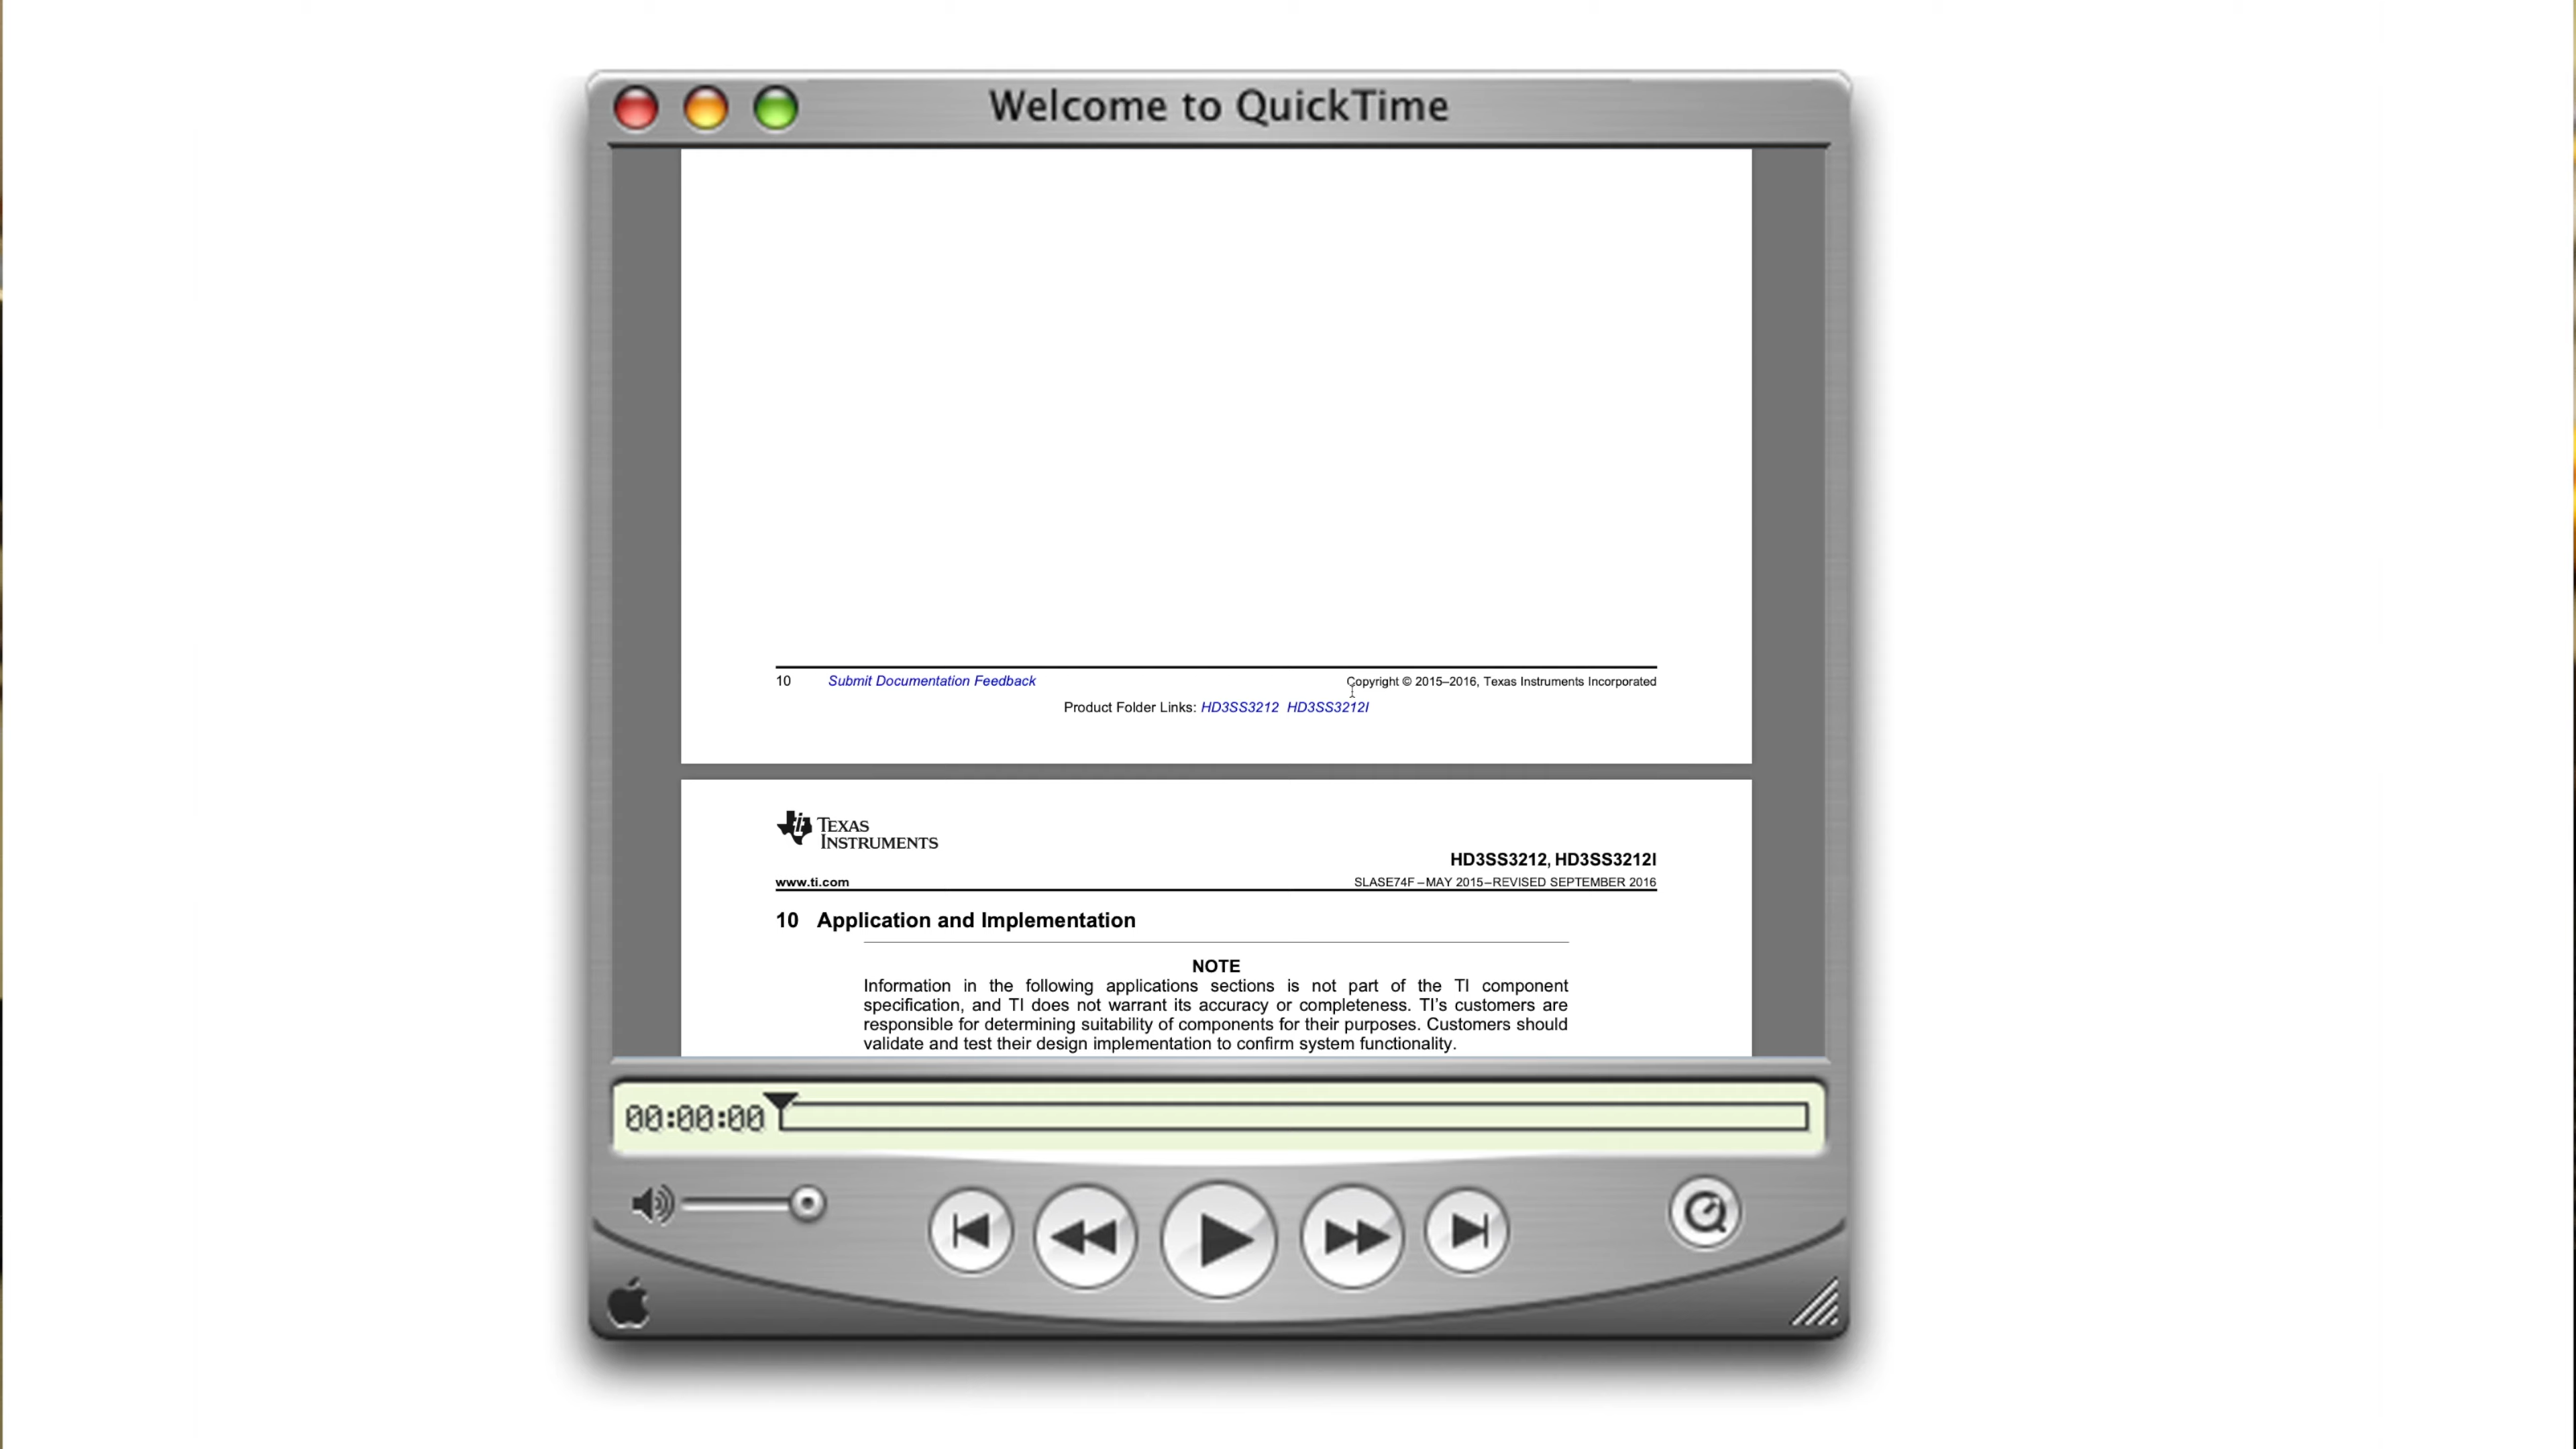 Welcome to QuickTime
10 Submit Documentation Feedback Copyright © 2015–2016, Texas Instruments Incorporated
Product Folder Links: HD3SS3212 HD3SS3212I
TEXAS
INSTRUMENTS
HD3SS3212, HD3SS3212I
www.ti.com SLASE74F –MAY 2015–REVISED SEPTEMBER 2016
10 Application and Implementation
NOTE
Information in the following applications sections is not part of the TI component
specification, and TI does not warrant its accuracy or completeness. TI's customers are
responsible for determining suitability of components for their purposes. Customers should
validate and test their design implementation to confirm system functionality.
00:00:00